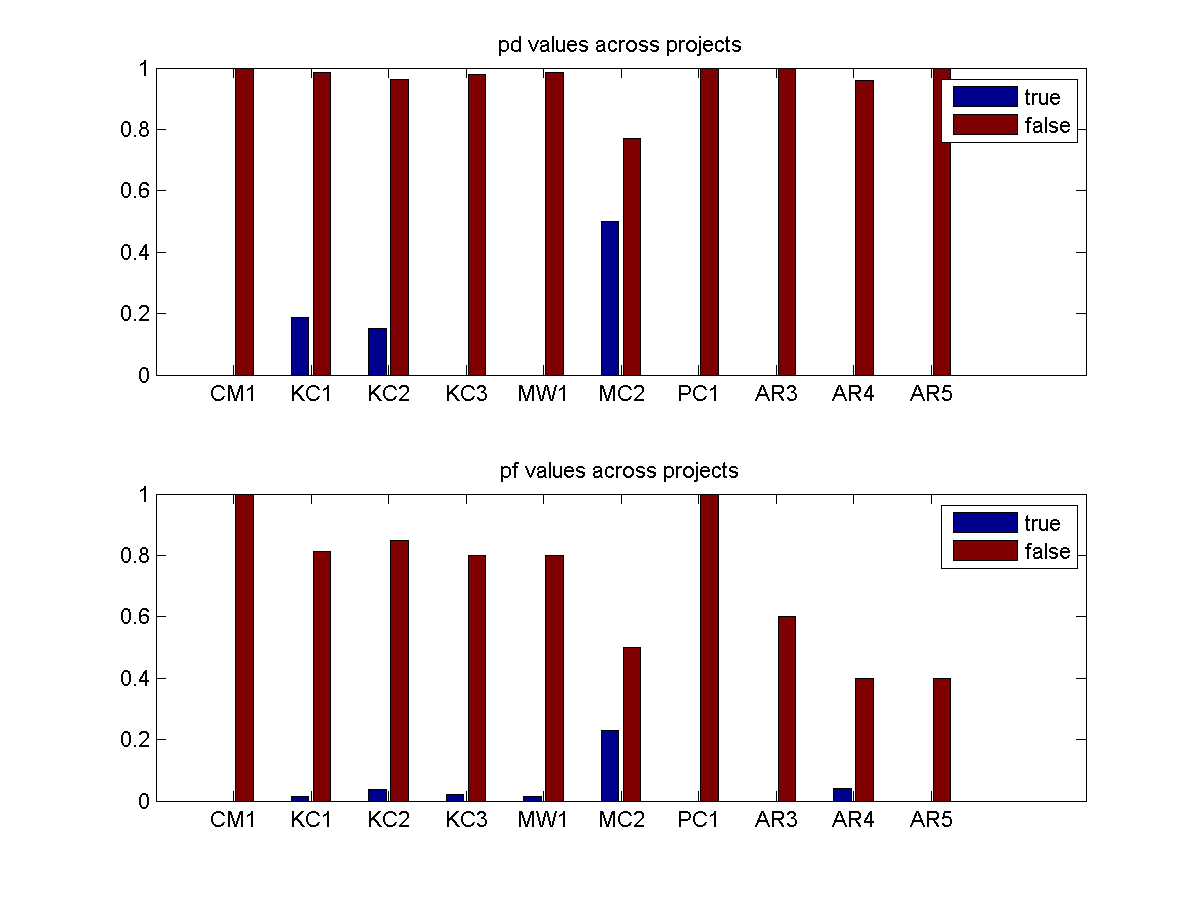 pd values across projects
1
0.8
0.6
0.4
0.2
0
true
false
CM1 KC1 KC2 KC3 MW1 MC2 PC1 AR3 AR4 AR5
pf values across projects
1
0.8
0.6
0.4
0.2
0
true
false
CM1 KC1 KC2 KC3 MW1 MC2 PC1 AR3 AR4 AR5